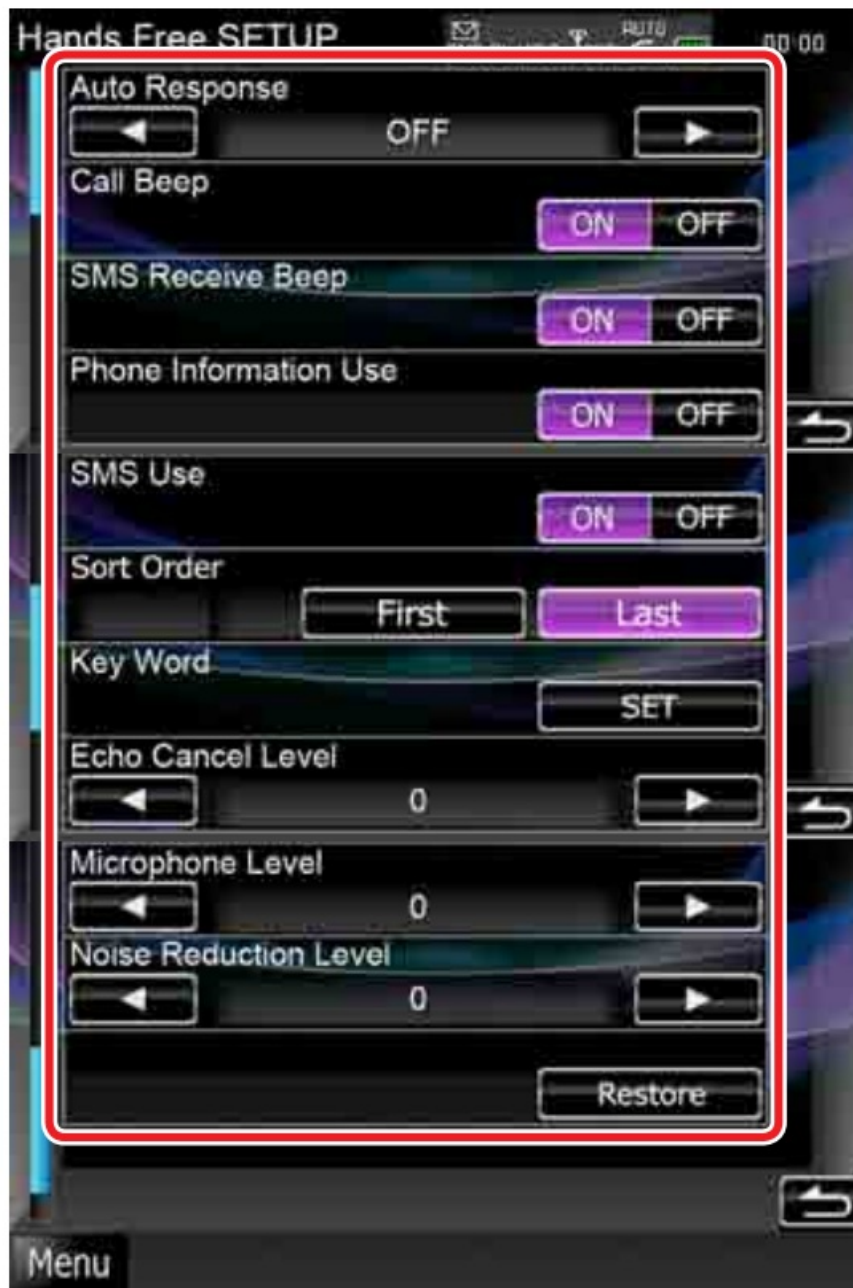 Hands Free SETUP
AUTO
00:00
Auto Response
OFF
Call Beep
ON OFF
SMS Receive Beep
ON OFF
Phone Information Use
ON OFF
SMS Use
ON OFF
Sort Order
First Last
Key Word
SET
Echo Cancel Level
0
Microphone Level
0
Noise Reduction Level
0
Restore
Menu